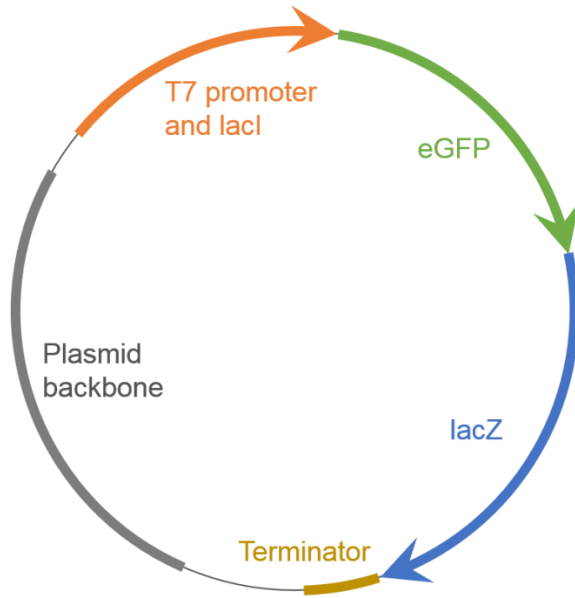 T7 promoter
and lacI
eGFP
Plasmid
backbone
lacZ
Terminator